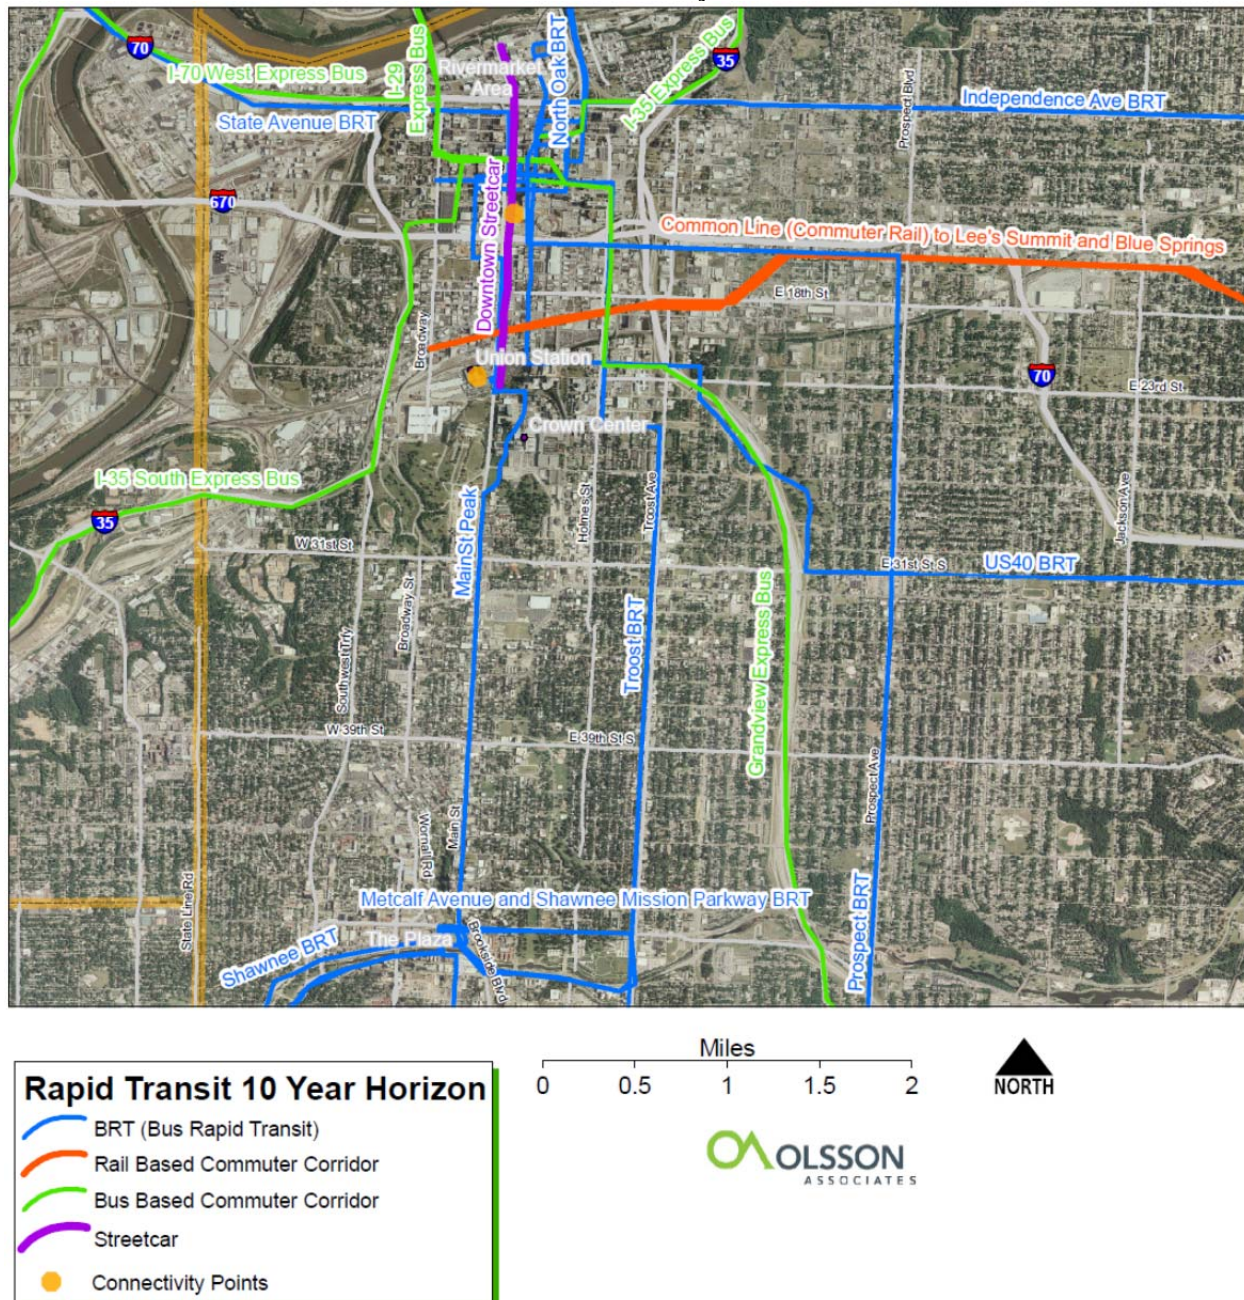 70
I-70 West Express Bus
I-29
Express Bus
Rivermarket
Area
North Oak BRT
I-35 Express Bus
35
State Avenue BRT
Prospect Blvd
Independence Ave BRT
670
Downtown Streetcar
Common Line (Commuter Rail) to Lee's Summit and Blue Springs
E 18th St
Broadway
Union Station
70
E 23rd St
Crown Center
I-35 South Express Bus
35
MainSt Peak
Holmes St
Troost Ave
Jackson Ave
W 31st St
E 31st St S
US40 BRT
Broadway St
Southwest Trfy
Troost BRT
Grandview Express Bus
W 39th St
E 39th St S
Prospect Ave
Main St
Wornall Rd
State Line Rd
Metcalf Avenue and Shawnee Mission Parkway BRT
Prospect BRT
The Plaza
Shawnee BRT
Brookside Blvd
Rapid Transit 10 Year Horizon
BRT (Bus Rapid Transit)
Rail Based Commuter Corridor
Bus Based Commuter Corridor
Streetcar
Connectivity Points
Miles
0 0.5 1 1.5 2
NORTH
OLSSON
ASSOCIATES